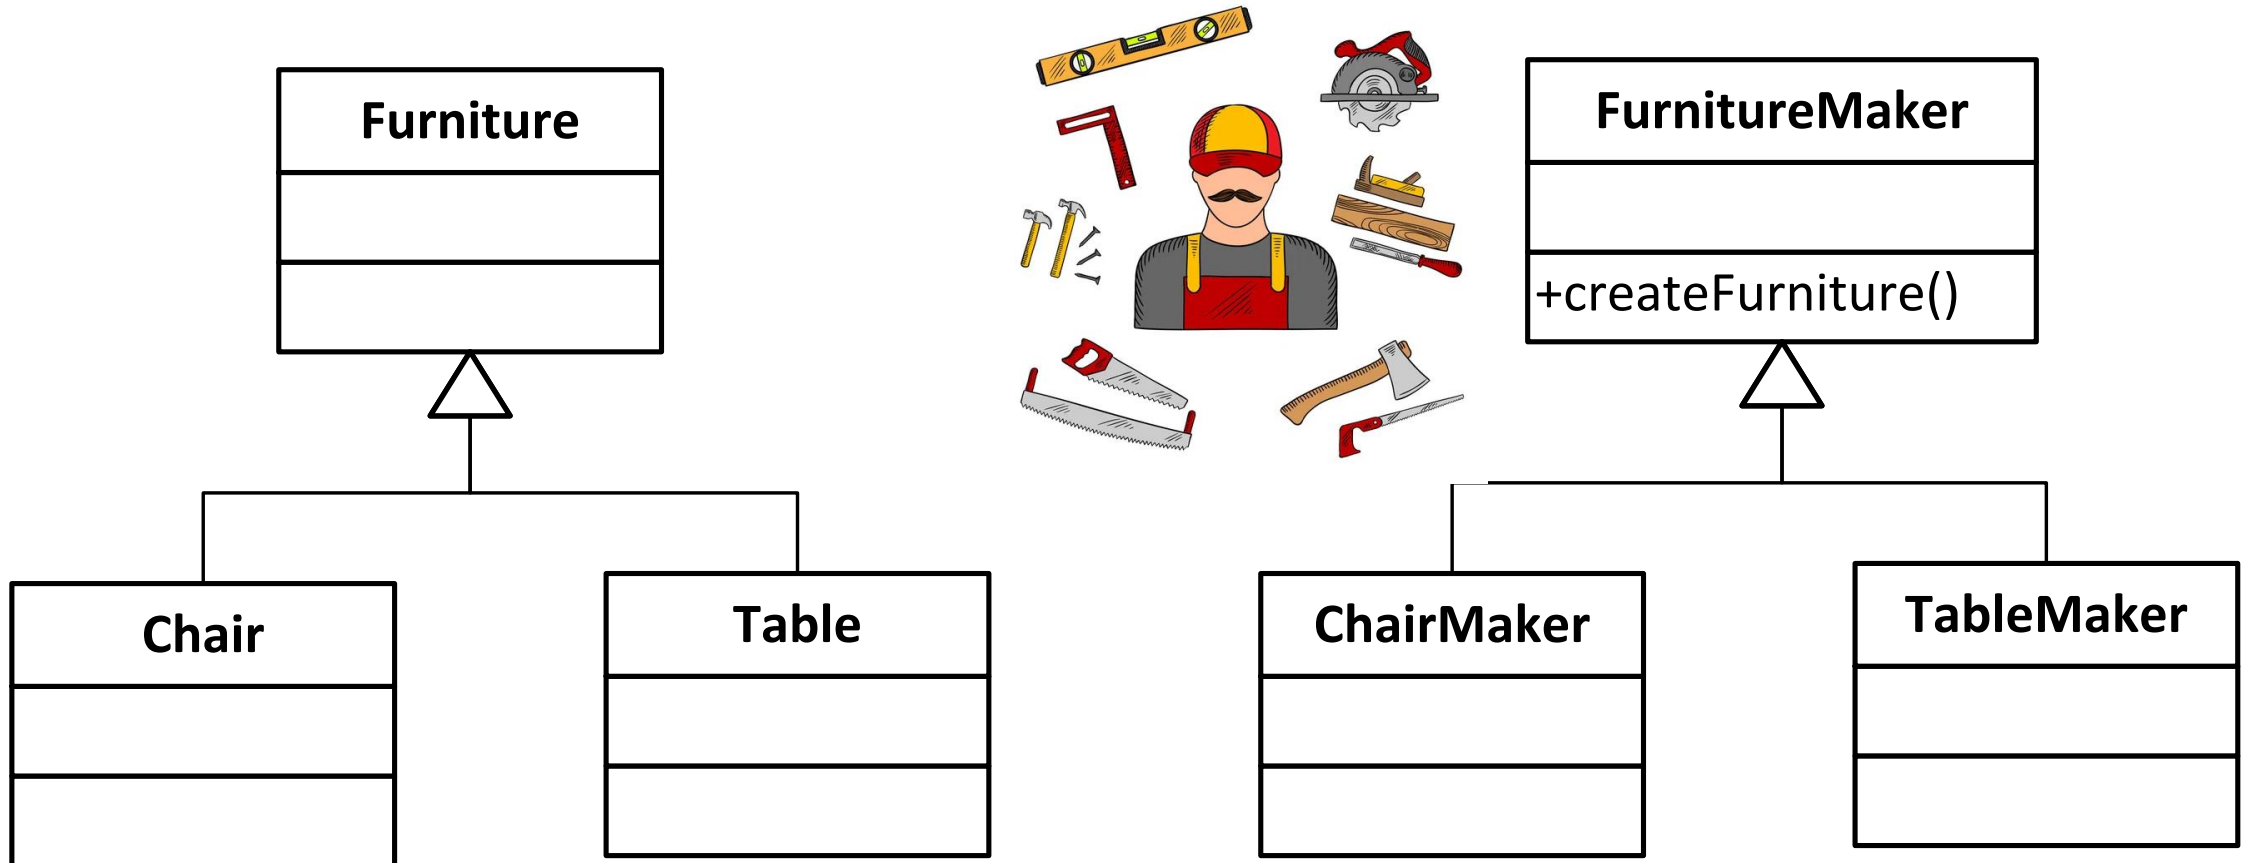 Furniture
FurnitureMaker
+createFurniture()
Chair
Table
ChairMaker
TableMaker